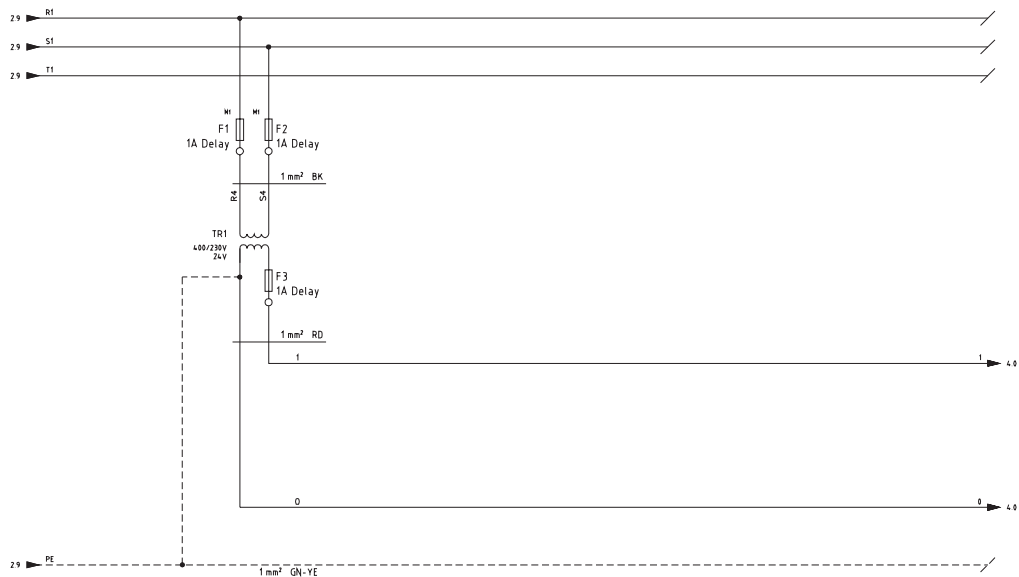 2.9 R1
2.9 S1
2.9 T1
M1 M1
F1 F2
1A Delay 1A Delay
1 mm² BK
R4 S4
TR1
400/230V
24V
F3
1A Delay
1 mm² RD
1 1 4.0
0 0 4.0
2.9 PE
1 mm² GN-YE